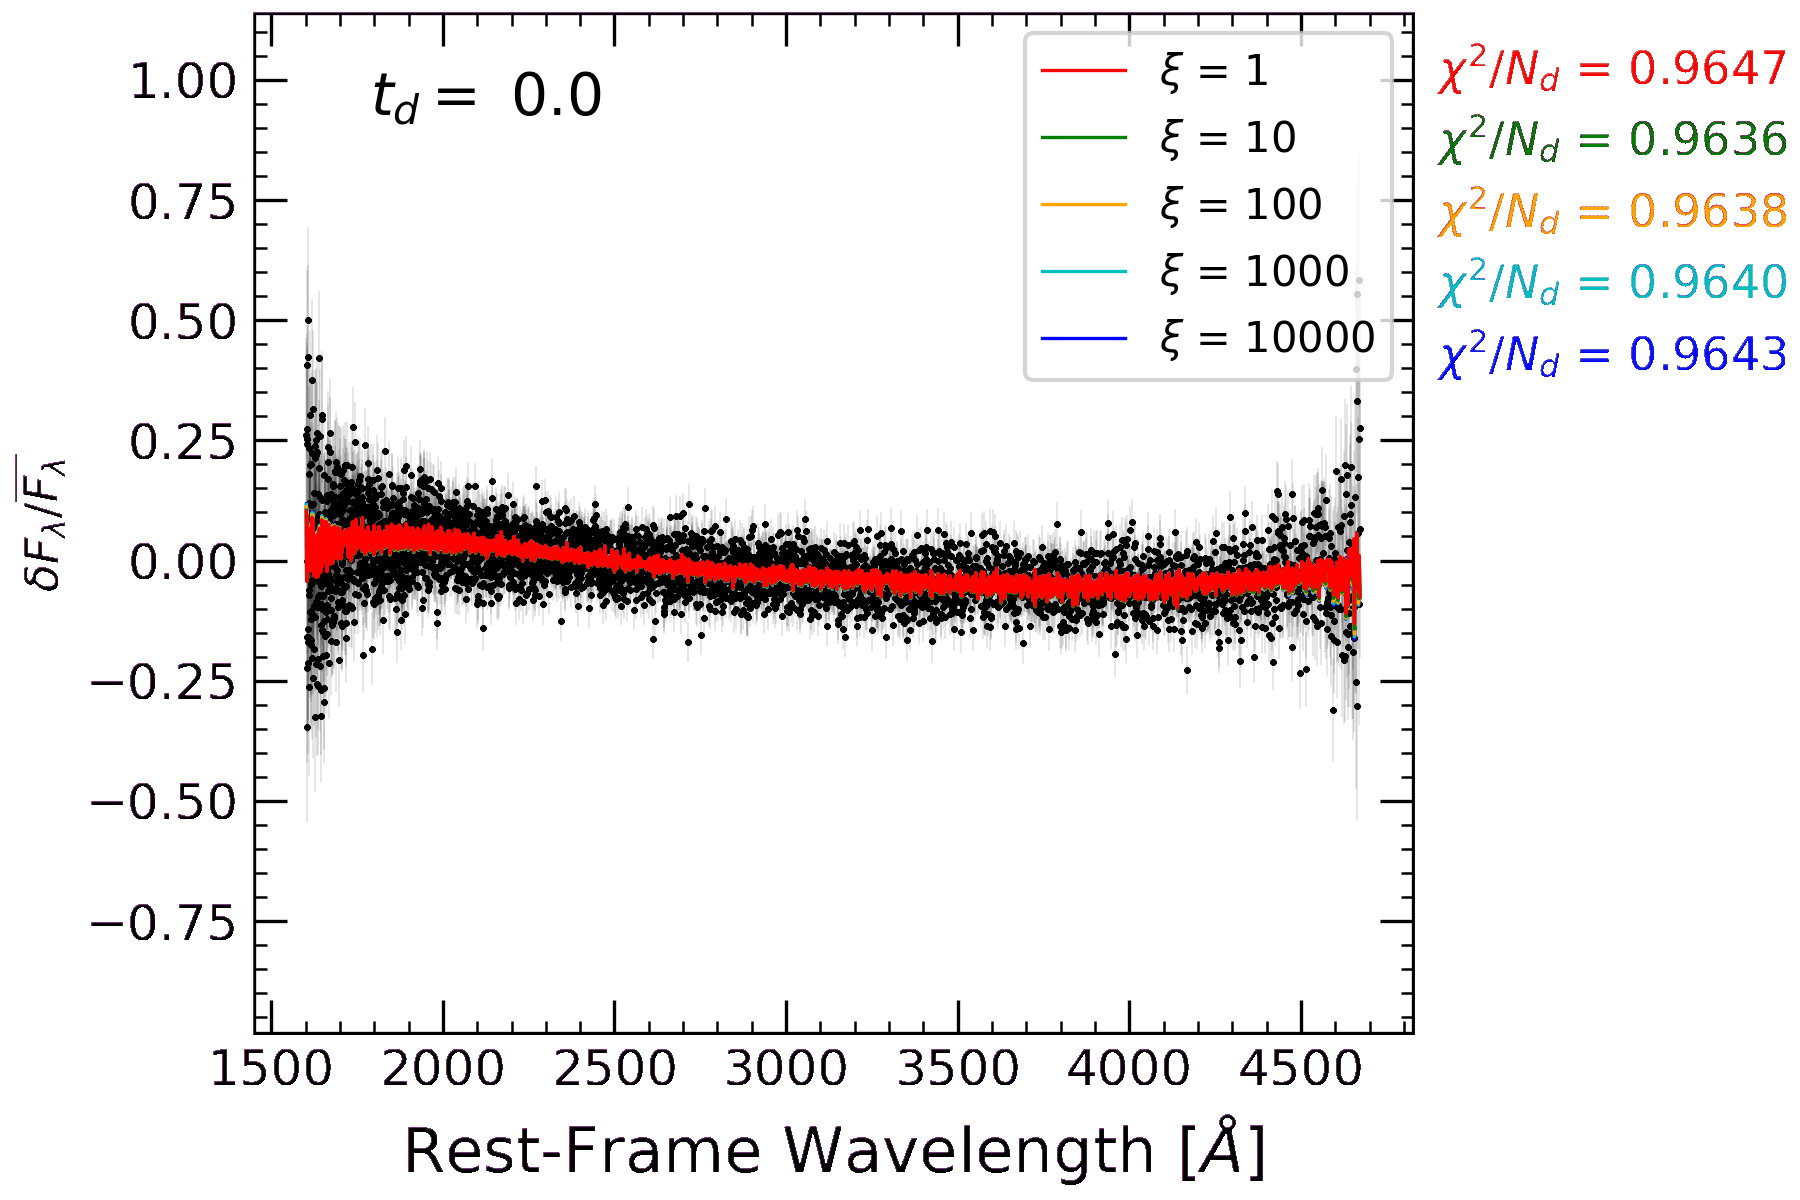 t_d = 0.0
ξ = 1
ξ = 10
ξ = 100
ξ = 1000
ξ = 10000
χ²/N_d = 0.9647
χ²/N_d = 0.9636
χ²/N_d = 0.9638
χ²/N_d = 0.9640
χ²/N_d = 0.9643
1.00
0.75
0.50
0.25
0.00
−0.25
−0.50
−0.75
δF_λ/F̅_λ
1500 2000 2500 3000 3500 4000 4500
Rest-Frame Wavelength [Å]